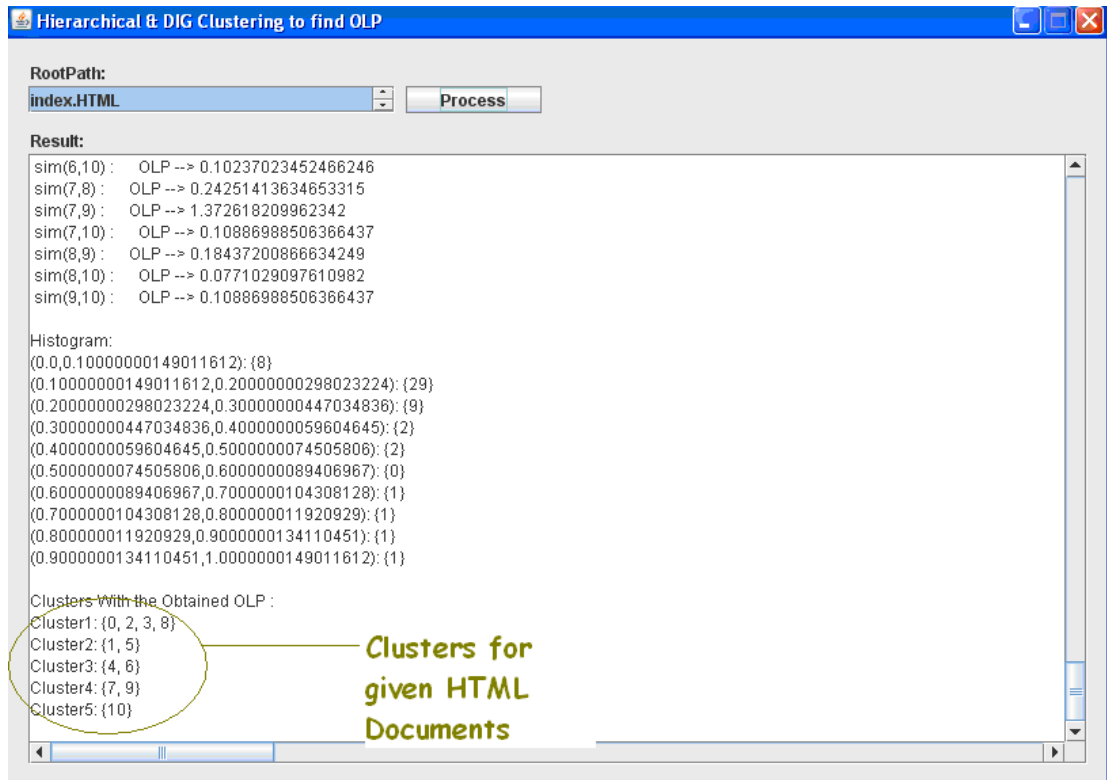 Hierarchical & DIG Clustering to find OLP
RootPath:
index.HTML
Process
Result:
sim(6,10) : OLP --> 0.10237023452466246
sim(7,8) : OLP --> 0.24251413634653315
sim(7,9) : OLP --> 1.372618209962342
sim(7,10) : OLP --> 0.10886988506366437
sim(8,9) : OLP --> 0.18437200866634249
sim(8,10) : OLP --> 0.0771029097610982
sim(9,10) : OLP --> 0.10886988506366437
Histogram:
(0.0,0.10000000149011612): {8}
(0.10000000149011612,0.20000000298023224): {29}
(0.20000000298023224,0.30000000447034836): {9}
(0.30000000447034836,0.4000000059604645): {2}
(0.4000000059604645,0.5000000074505806): {2}
(0.5000000074505806,0.6000000089406967): {0}
(0.6000000089406967,0.7000000104308128): {1}
(0.7000000104308128,0.800000011920929): {1}
(0.800000011920929,0.9000000134110451): {1}
(0.9000000134110451,1.0000000149011612): {1}
Clusters With the Obtained OLP :
Cluster1: {0, 2, 3, 8}
Cluster2: {1, 5}
Cluster3: {4, 6}
Cluster4: {7, 9}
Cluster5: {10}
Clusters for
given HTML
Documents